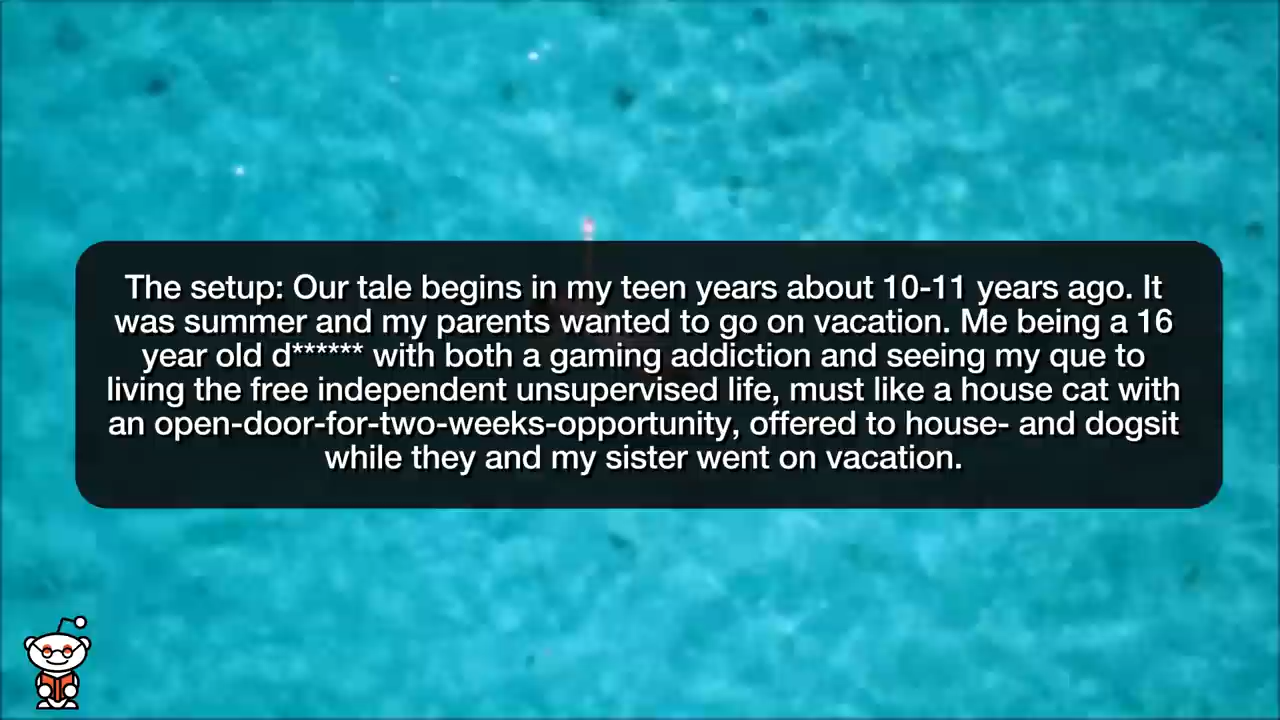 The setup: Our tale begins in my teen years about 10-11 years ago. It
was summer and my parents wanted to go on vacation. Me being a 16
year old d****** with both a gaming addiction and seeing my que to
living the free independent unsupervised life, must like a house cat with
an open-door-for-two-weeks-opportunity, offered to house- and dogsit
while they and my sister went on vacation.